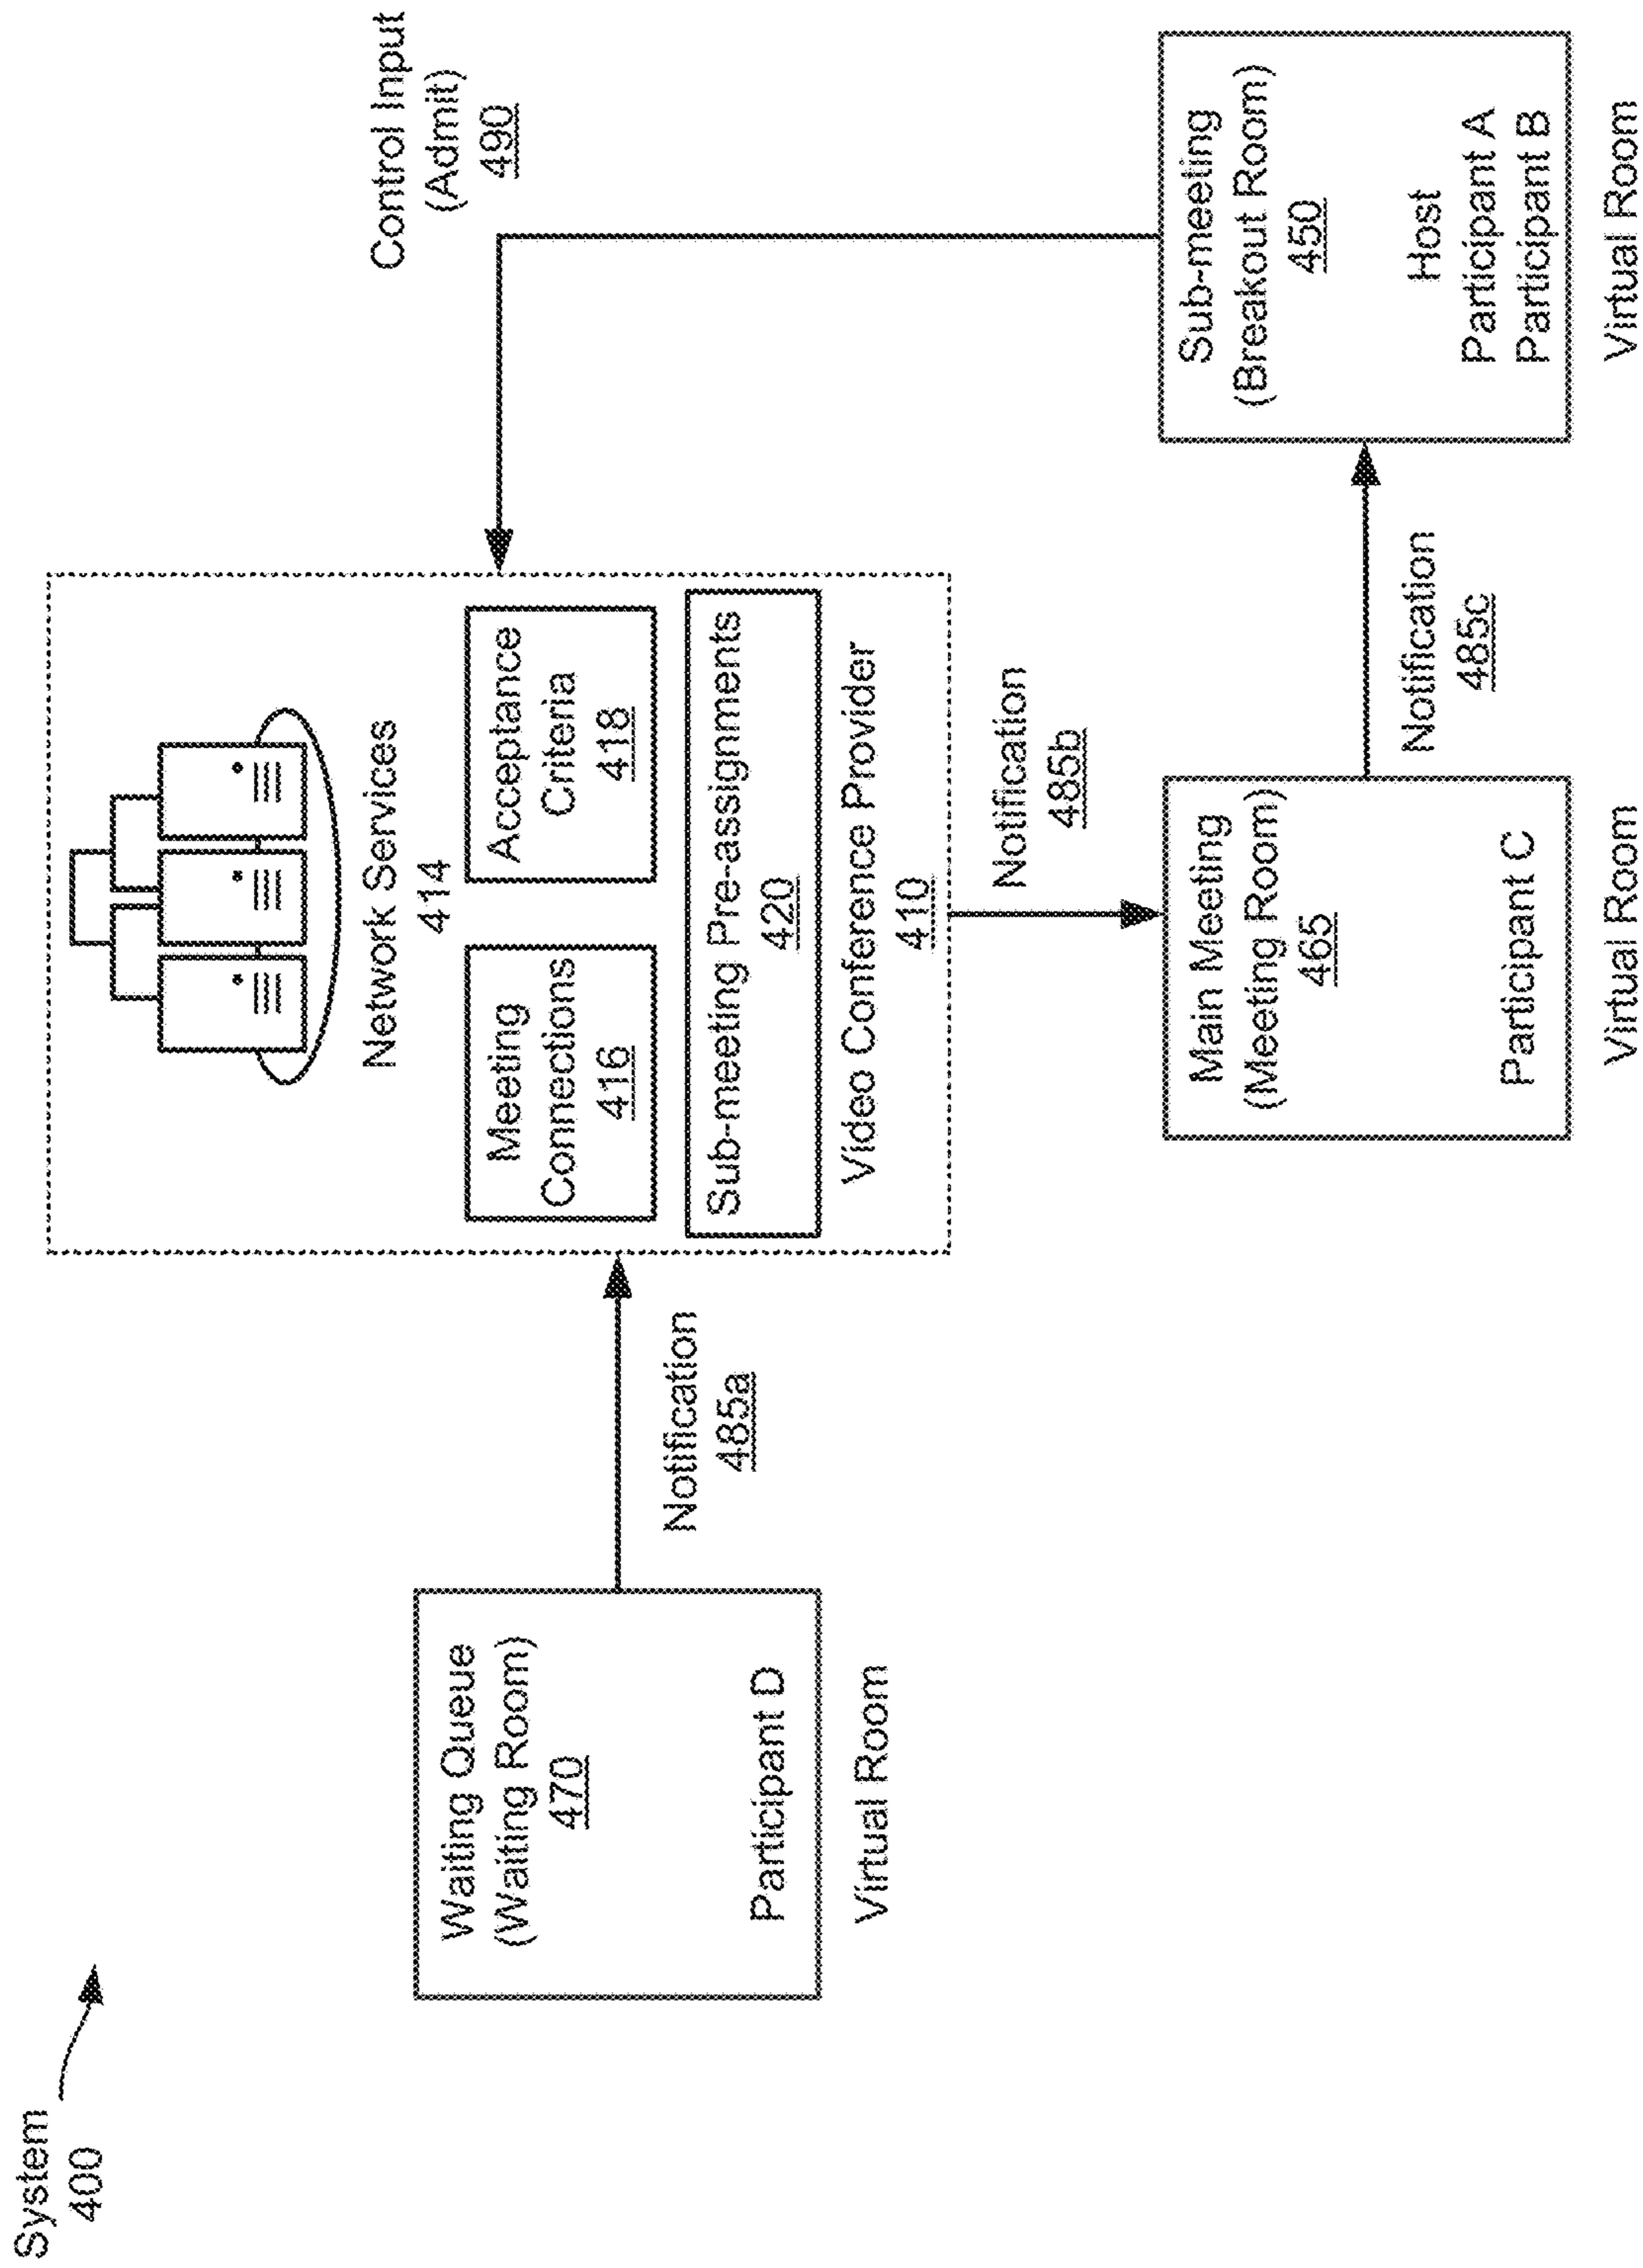 System
400
Network Services
414
Meeting
Connections
416
Acceptance
Criteria
418
Sub-meeting Pre-assignments
420
Video Conference Provider
410
Control Input
(Admit)
490
Waiting Queue
(Waiting Room)
470
Participant D
Virtual Room
Notification
485a
Notification
485b
Main Meeting
(Meeting Room)
465
Participant C
Virtual Room
Notification
485c
Sub-meeting
(Breakout Room)
450
Host
Participant A
Participant B
Virtual Room